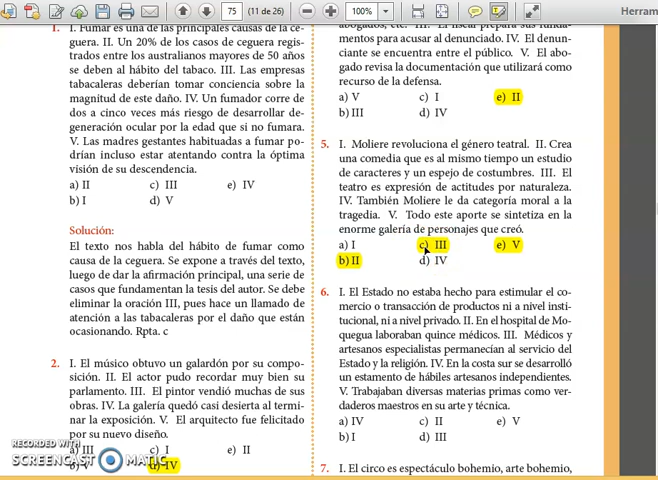 75
(11 de 26)
100%
Herram
1. I. Fumar es una de las principales causas de la ce-
guera. II. Un 20% de los casos de ceguera regis-
trados entre los australianos mayores de 50 años
se deben al hábito del tabaco. III. Las empresas
tabacaleras deberían tomar conciencia sobre la
magnitud de este daño. IV. Un fumador corre de
dos a cinco veces más riesgo de desarrollar de-
generación ocular por la edad que si no fumara.
V. Las madres gestantes habituadas a fumar po-
drían incluso estar atentando contra la óptima
visión de su descendencia.
a) II c) III e) IV
b) I d) V
Solución:
El texto nos habla del hábito de fumar como
causa de la ceguera. Se expone a través del texto,
luego de dar la afirmación principal, una serie de
casos que fundamentan la tesis del autor. Se debe
eliminar la oración III, pues hace un llamado de
atención a las tabacaleras por el daño que están
ocasionando. Rpta. c
2. I. El músico obtuvo un galardón por su compo-
sición. II. El actor pudo recordar muy bien su
parlamento. III. El pintor vendió muchas de sus
obras. IV. La galería quedó casi desierta al termi-
nar la exposición. V. El arquitecto fue felicitado
por su nuevo diseño.
a) III c) I e) II
b) V d) IV
RECORDED WITH
SCREENCAST MATIC
abogados, etc. III. El fiscal prepara sus funda-
mentos para acusar al denunciado. IV. El denun-
ciante se encuentra entre el público. V. El abo-
gado revisa la documentación que utilizará como
recurso de la defensa.
a) V c) I e) II
b) III d) IV
5. I. Moliere revoluciona el género teatral. II. Crea
una comedia que es al mismo tiempo un estudio
de caracteres y un espejo de costumbres. III. El
teatro es expresión de actitudes por naturaleza.
IV. También Moliere le da categoría moral a la
tragedia. V. Todo este aporte se sintetiza en la
enorme galería de personajes que creó.
a) I c) III e) V
b) II d) IV
6. I. El Estado no estaba hecho para estimular el co-
mercio o transacción de productos ni a nivel insti-
tucional, ni a nivel privado. II. En el hospital de Mo-
quegua laboraban quince médicos. III. Médicos y
artesanos especialistas permanecían al servicio del
Estado y la religión. IV. En la costa sur se desarrolló
un estamento de hábiles artesanos independientes.
V. Trabajaban diversas materias primas como ver-
daderos maestros en su arte y técnica.
a) IV c) II e) V
b) I d) III
7. I. El circo es espectáculo bohemio, arte bohemio,